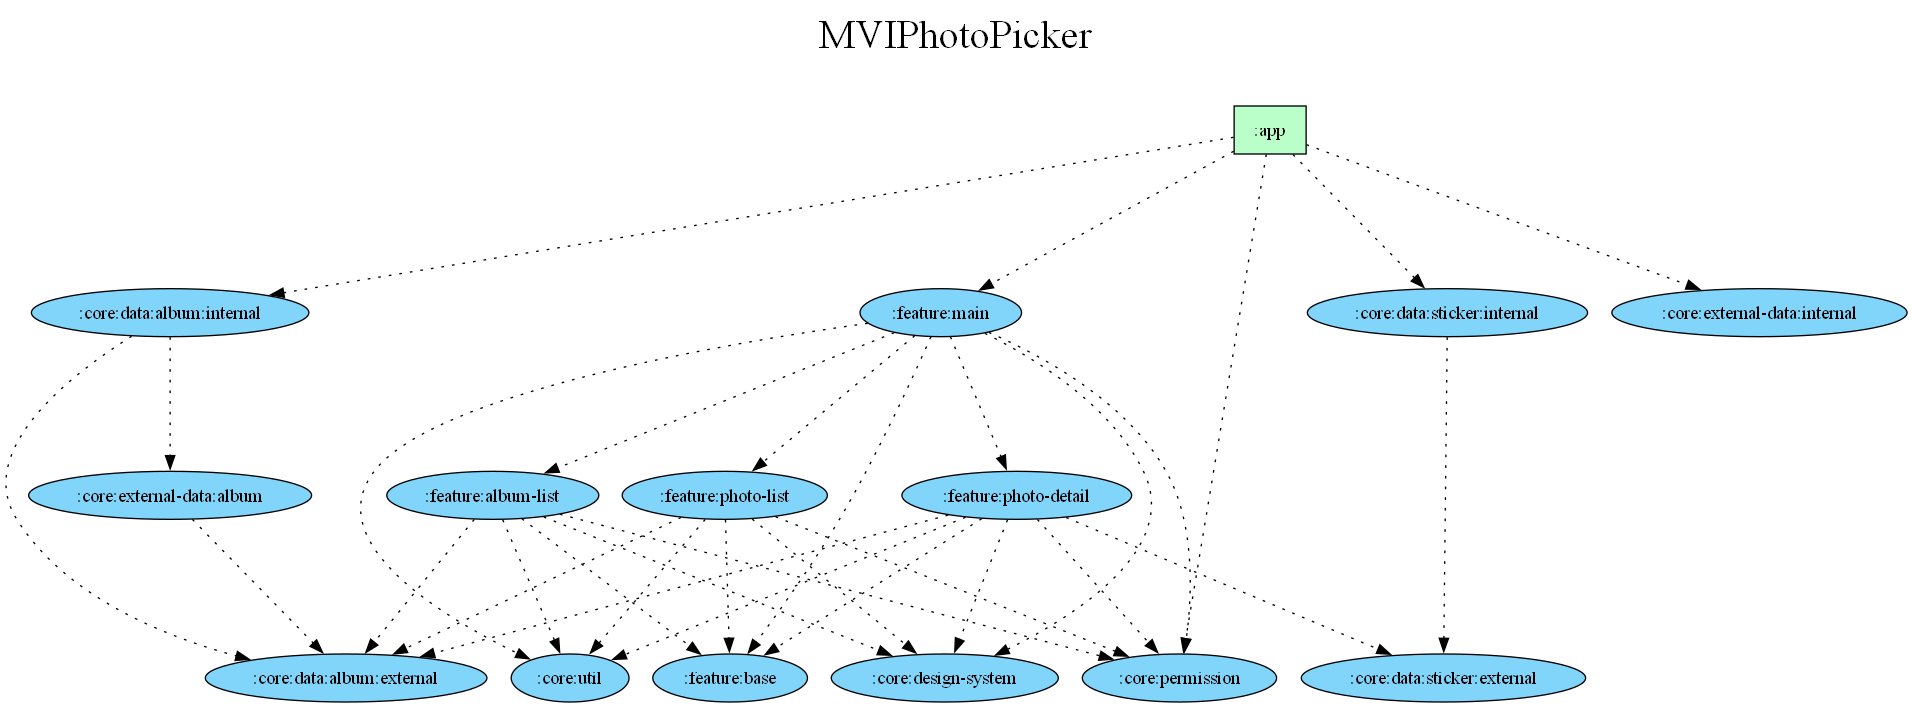 MVIPhotoPicker
:app
:core:data:album:internal
:feature:main
:core:data:sticker:internal
:core:external-data:internal
:core:external-data:album
:feature:album-list
:feature:photo-list
:feature:photo-detail
:core:data:album:external
:core:util
:feature:base
:core:design-system
:core:permission
:core:data:sticker:external